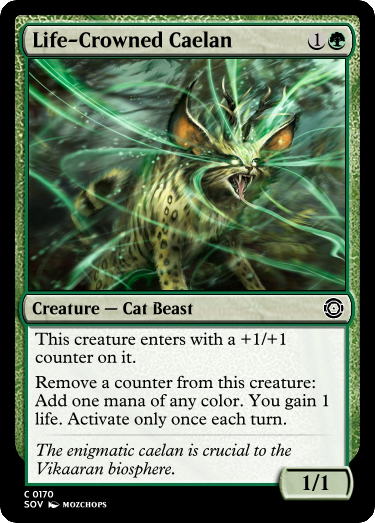 Life-Crowned Caelan 1
Creature — Cat Beast
This creature enters with a +1/+1
counter on it.
Remove a counter from this creature:
Add one mana of any color. You gain 1
life. Activate only once each turn.
The enigmatic caelan is crucial to the
Vikaaran biosphere.
1/1
C 0170
SOV MOZCHOPS